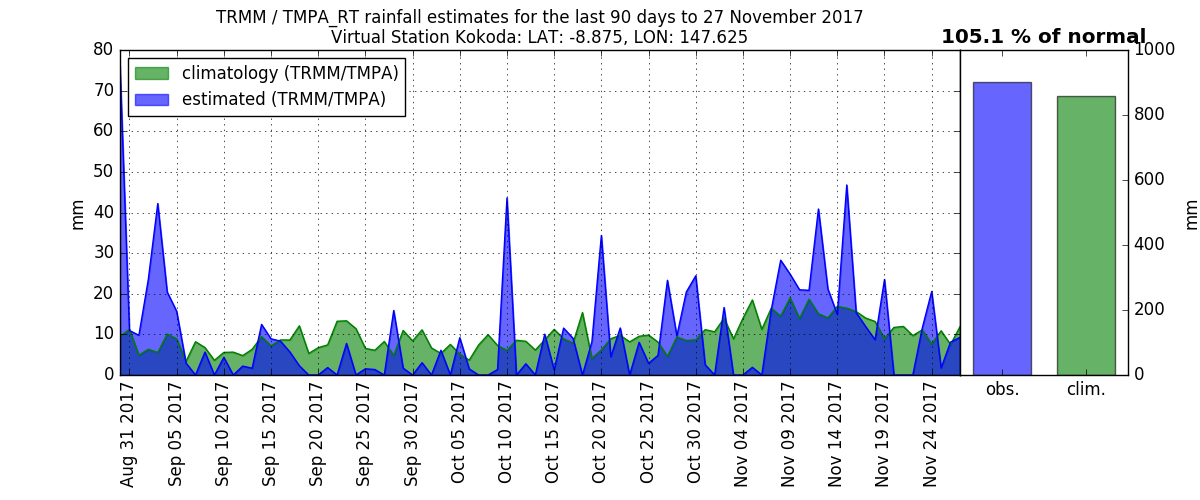 TRMM / TMPA_RT rainfall estimates for the last 90 days to 27 November 2017
Virtual Station Kokoda: LAT: -8.875, LON: 147.625
105.1 % of normal
climatology (TRMM/TMPA)
estimated (TRMM/TMPA)
80
70
60
50
40
30
20
10
0
mm
Aug 31 2017
Sep 05 2017
Sep 10 2017
Sep 15 2017
Sep 20 2017
Sep 25 2017
Sep 30 2017
Oct 05 2017
Oct 10 2017
Oct 15 2017
Oct 20 2017
Oct 25 2017
Oct 30 2017
Nov 04 2017
Nov 09 2017
Nov 14 2017
Nov 19 2017
Nov 24 2017
obs.
clim.
1000
800
600
400
200
0
mm